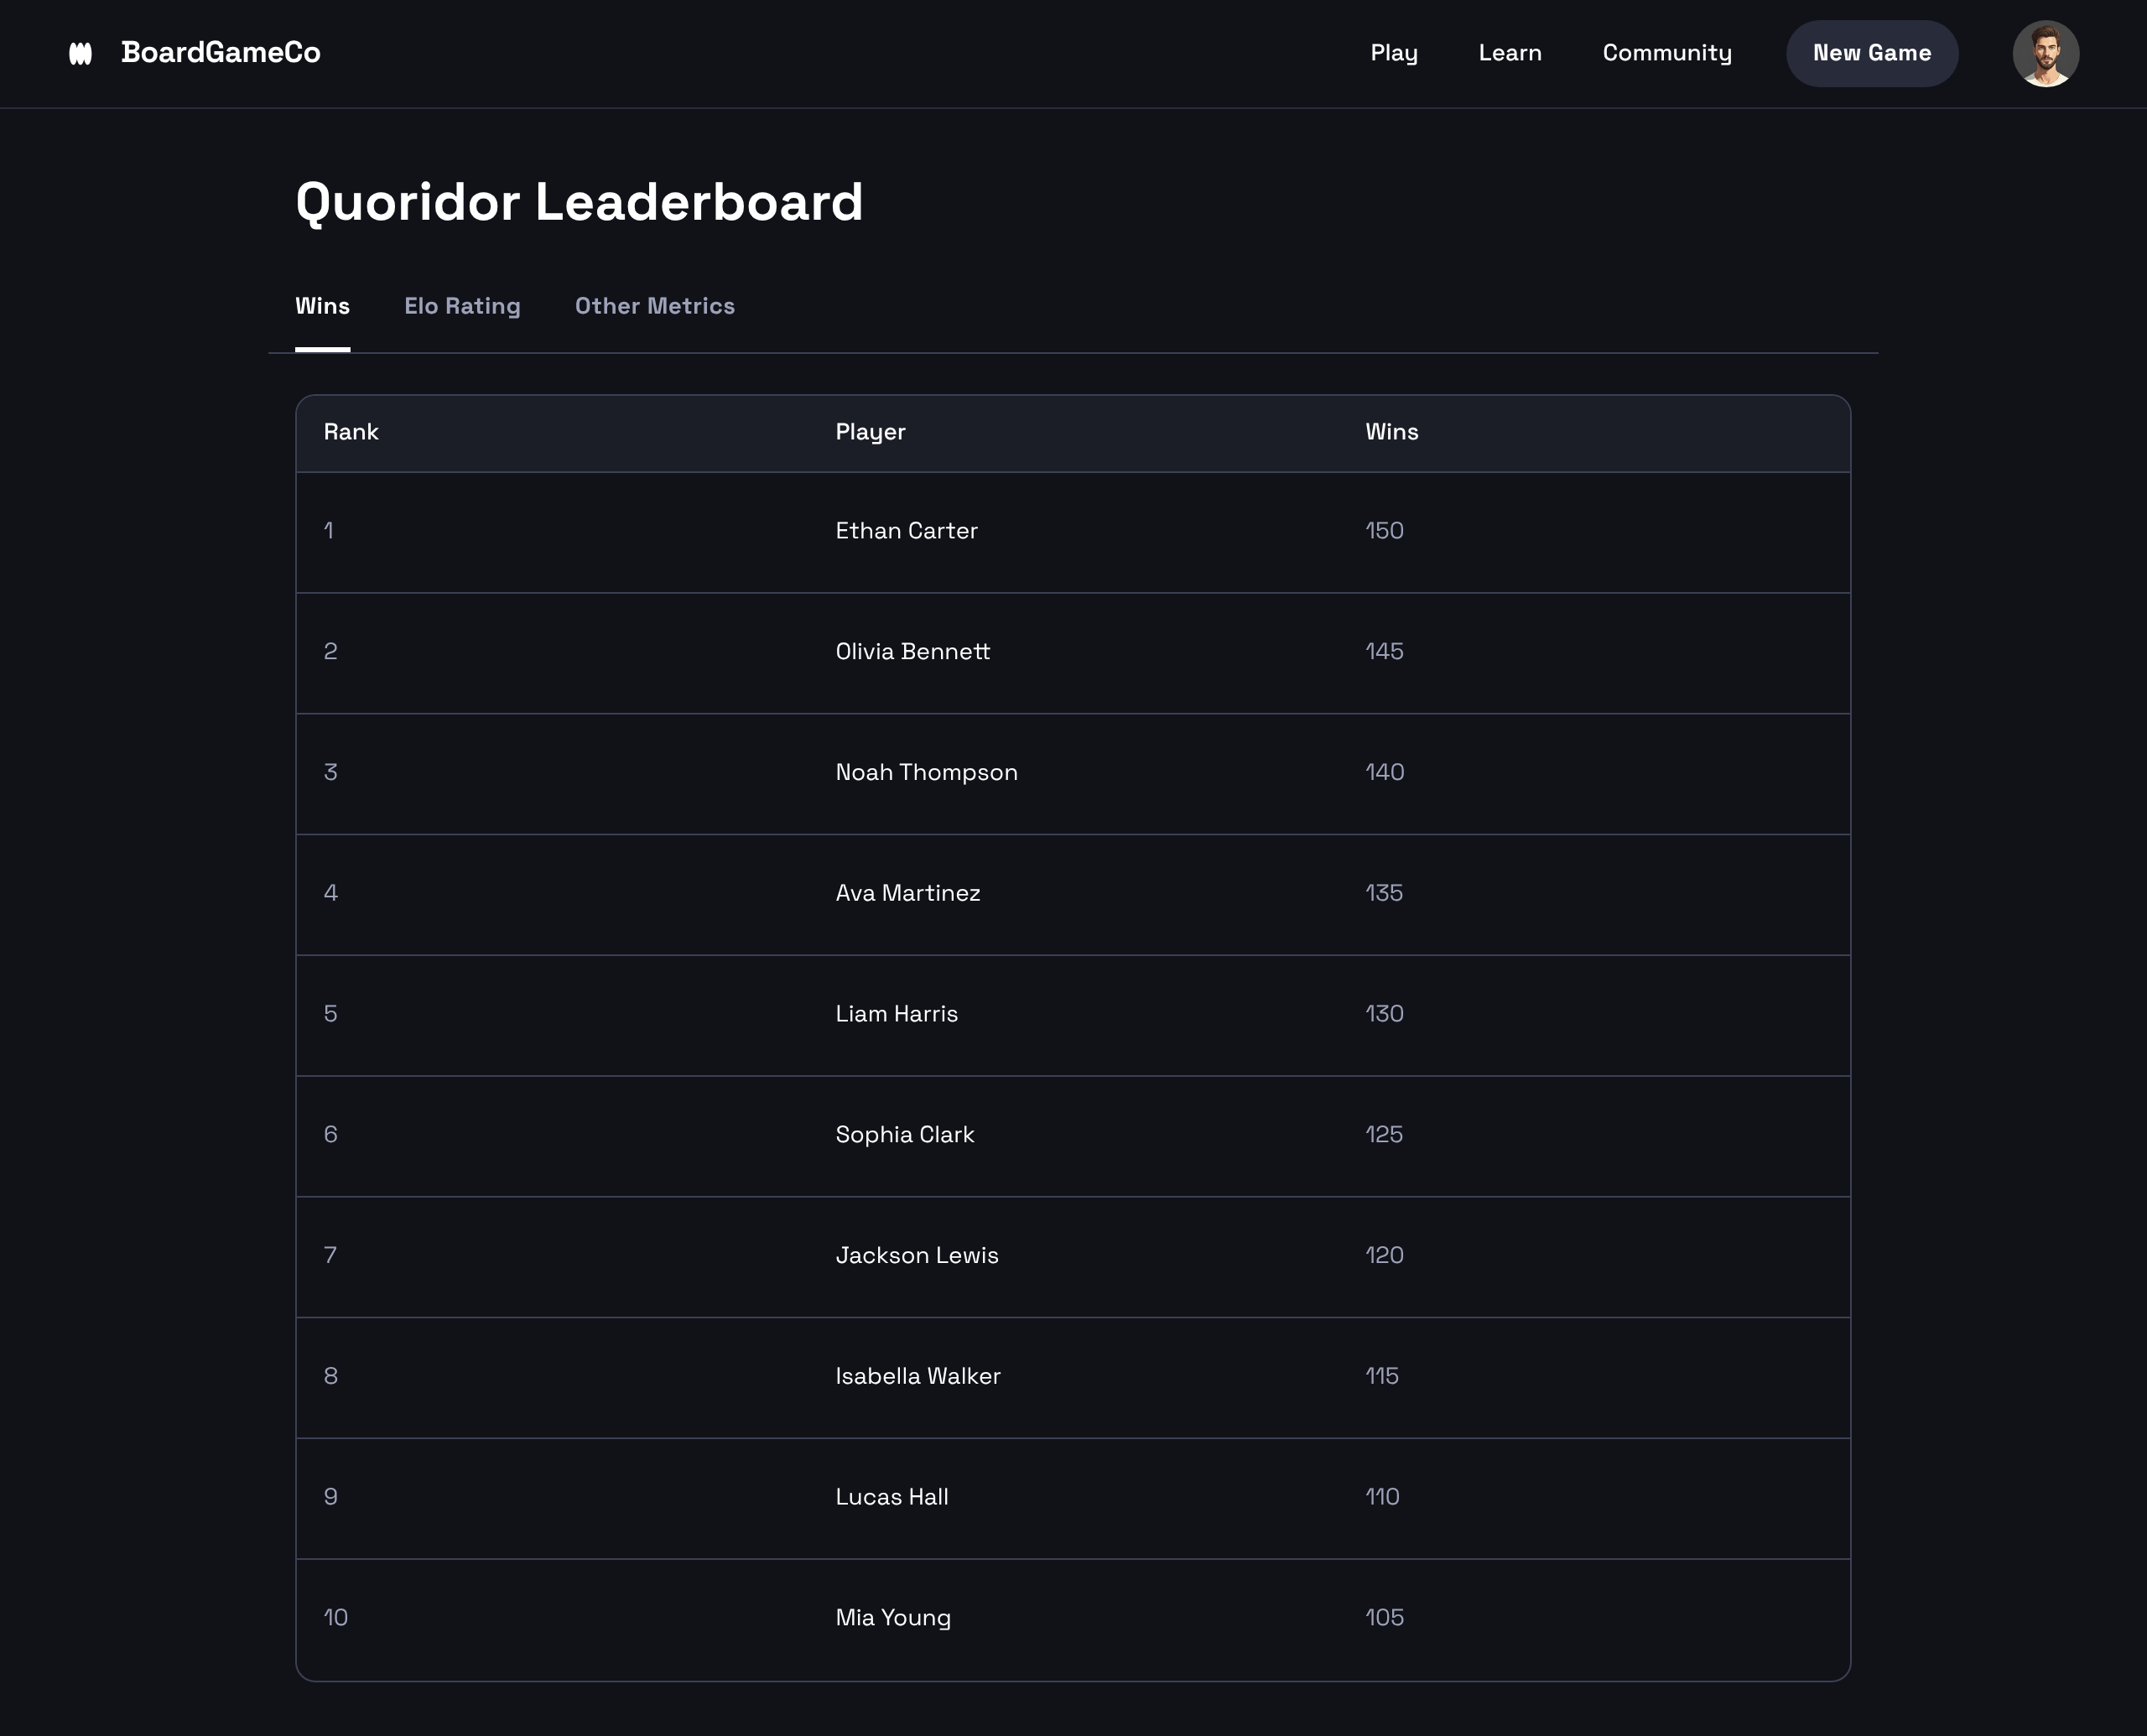 BoardGameCo Play Learn Community New Game
Quoridor Leaderboard
Wins Elo Rating Other Metrics
Rank Player Wins
1 Ethan Carter 150
2 Olivia Bennett 145
3 Noah Thompson 140
4 Ava Martinez 135
5 Liam Harris 130
6 Sophia Clark 125
7 Jackson Lewis 120
8 Isabella Walker 115
9 Lucas Hall 110
10 Mia Young 105